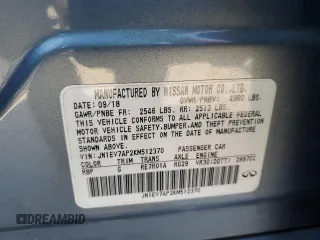 MANUFACTURED BY NISSAN MOTOR CO.,LTD.
DATE: 09/18 GVWR/PNBV: 4980 LBS.
GAWR/PNBE FR: 2546 LBS. RR: 2513 LBS.
THIS VEHICLE CONFORMS TO ALL APPLICABLE FEDERAL
MOTOR VEHICLE SAFETY,BUMPER,AND THEFT PREVENTION
STANDARDS IN EFFECT ON THE DATE OF MANUFACTURE
SHOWN ABOVE.
VIN: JN1EV7AP2KM512370 PASSENGER CAR
COLOR TRIM TRANS AXLE ENGINE
RBP G RE7R01A R029 VR30(DDTT)
JN1EV7AP2KM512370